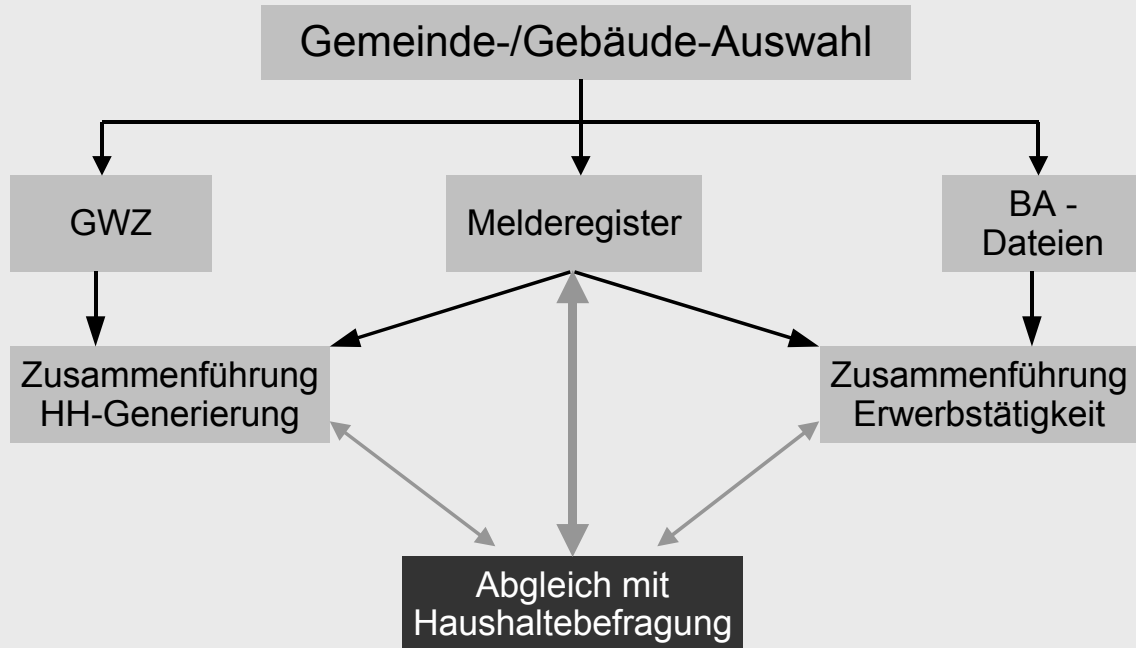 Gemeinde-/Gebäude-Auswahl
GWZ
Melderegister
BA -
Dateien
Zusammenführung
HH-Generierung
Zusammenführung
Erwerbstätigkeit
Abgleich mit
Haushaltebefragung